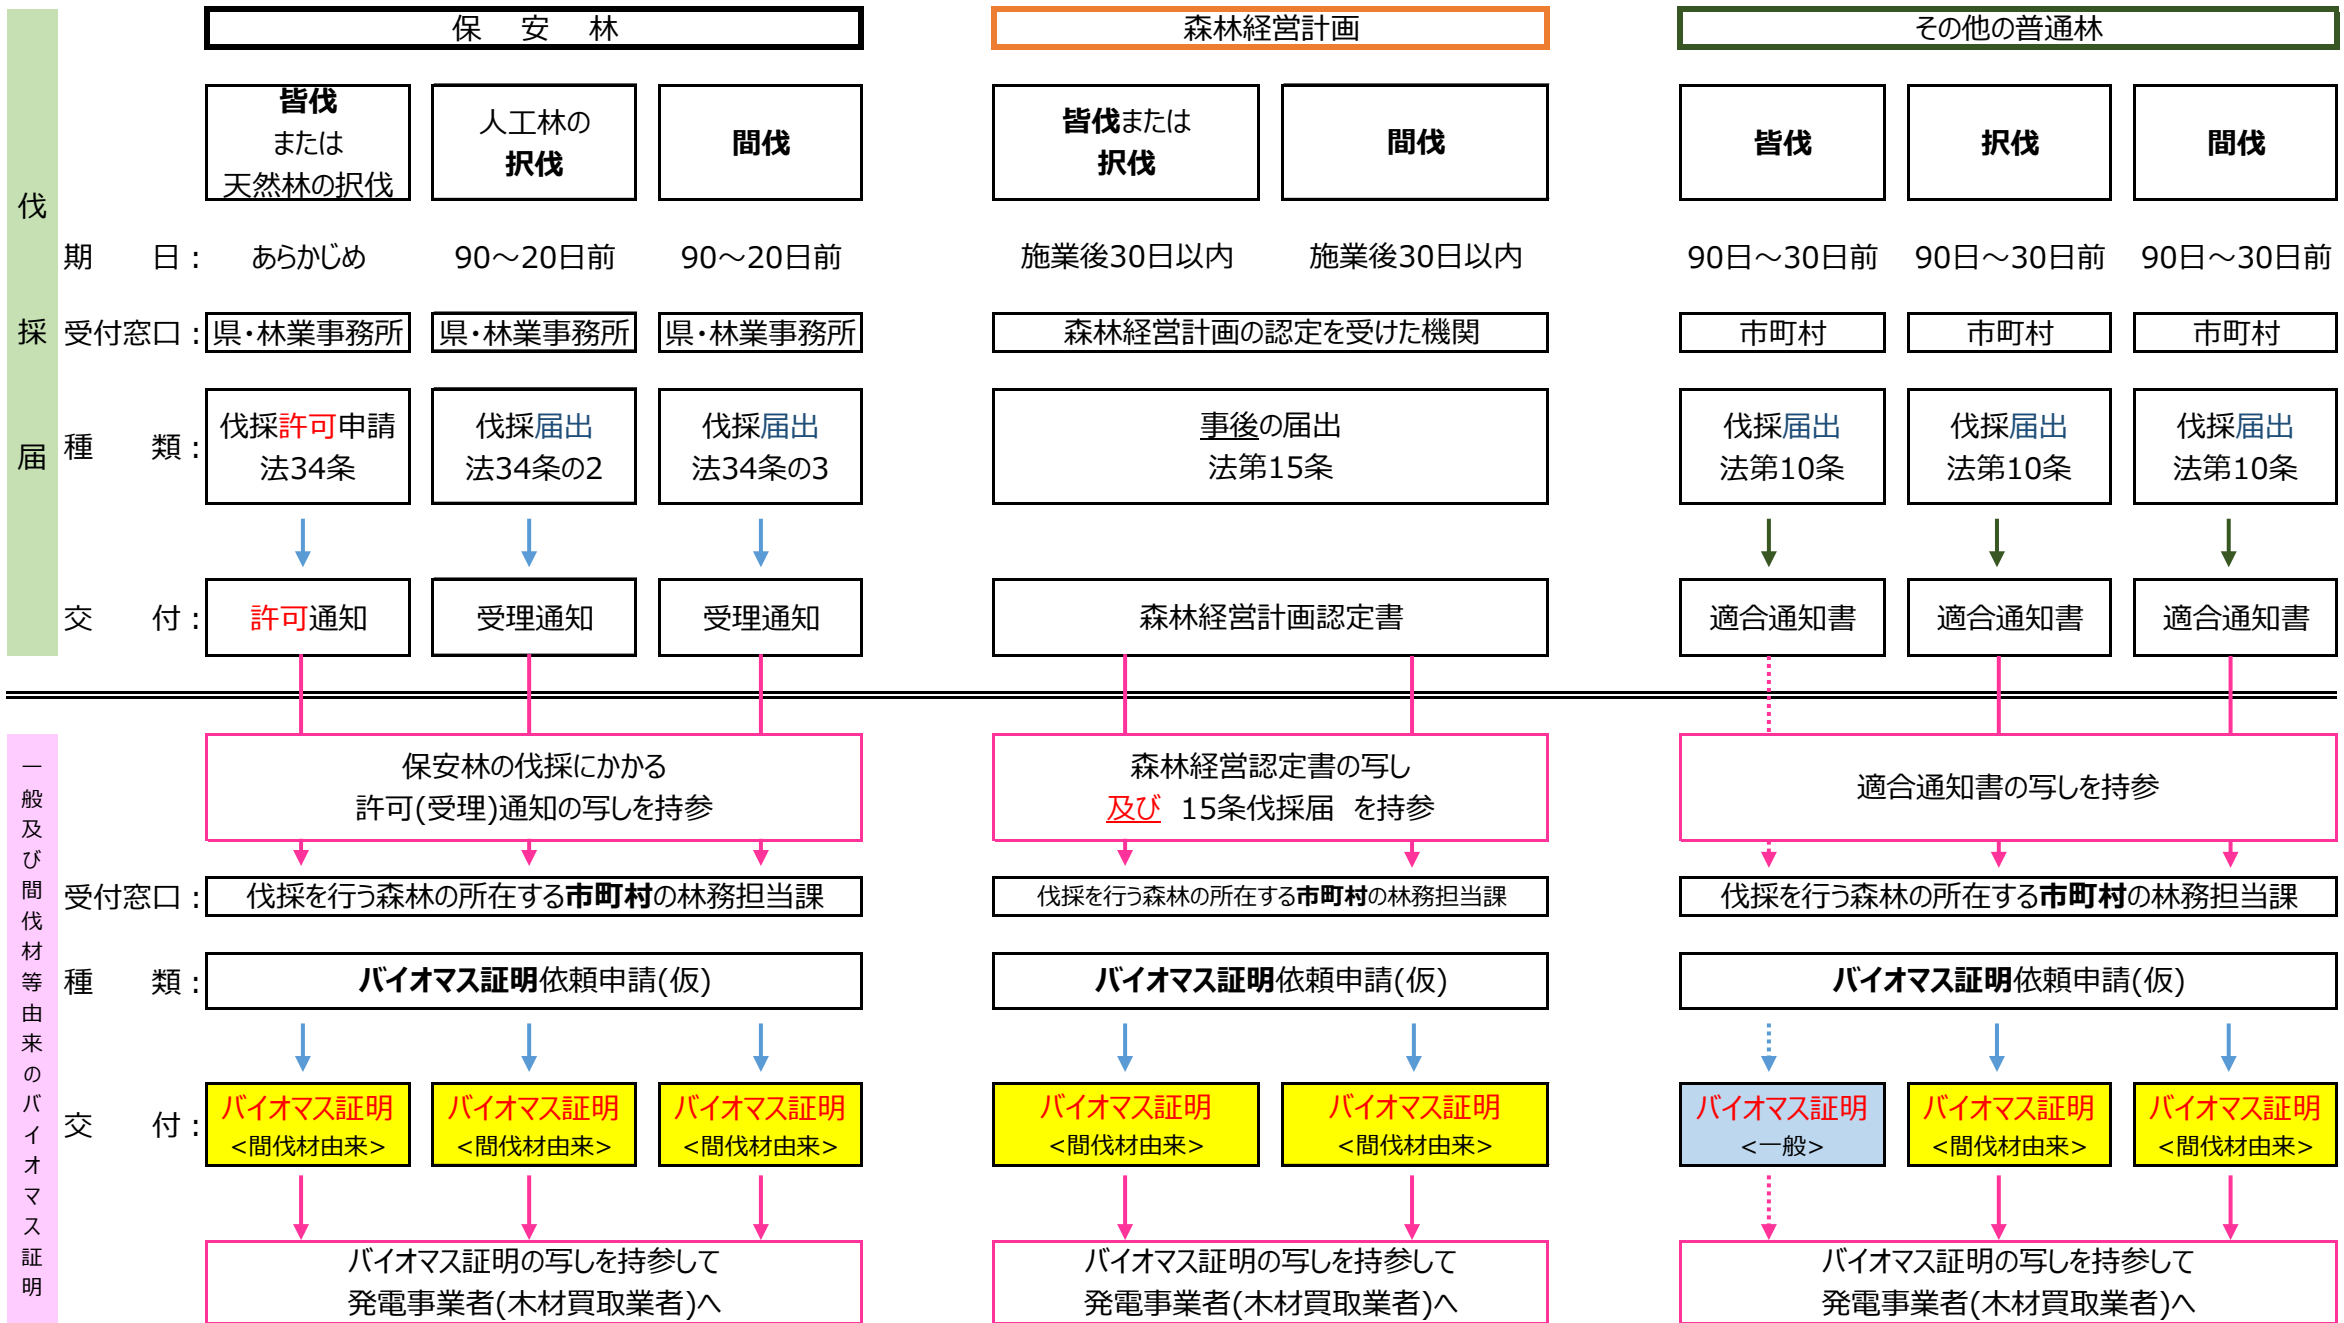 保　安　林
森林経営計画
その他の普通林
皆伐
または
天然林の択伐
人工林の
択伐
間伐
皆伐または
択伐
間伐
皆伐
択伐
間伐
伐採届
期　日：
あらかじめ
90～20日前
90～20日前
施業後30日以内
施業後30日以内
90日～30日前
90日～30日前
90日～30日前
受付窓口：
県・林業事務所
県・林業事務所
県・林業事務所
森林経営計画の認定を受けた機関
市町村
市町村
市町村
種　類：
伐採許可申請
法34条
伐採届出
法34条の2
伐採届出
法34条の3
事後の届出
法第15条
伐採届出
法第10条
伐採届出
法第10条
伐採届出
法第10条
交　付：
許可通知
受理通知
受理通知
森林経営計画認定書
適合通知書
適合通知書
適合通知書
一般及び間伐材等由来のバイオマス証明
保安林の伐採にかかる
許可(受理)通知の写しを持参
森林経営認定書の写し
及び　15条伐採届　を持参
適合通知書の写しを持参
受付窓口：
伐採を行う森林の所在する市町村の林務担当課
伐採を行う森林の所在する市町村の林務担当課
伐採を行う森林の所在する市町村の林務担当課
種　類：
バイオマス証明依頼申請(仮)
バイオマス証明依頼申請(仮)
バイオマス証明依頼申請(仮)
交　付：
バイオマス証明
<間伐材由来>
バイオマス証明
<間伐材由来>
バイオマス証明
<間伐材由来>
バイオマス証明
<間伐材由来>
バイオマス証明
<間伐材由来>
バイオマス証明
<一般>
バイオマス証明
<間伐材由来>
バイオマス証明
<間伐材由来>
バイオマス証明の写しを持参して
発電事業者(木材買取業者)へ
バイオマス証明の写しを持参して
発電事業者(木材買取業者)へ
バイオマス証明の写しを持参して
発電事業者(木材買取業者)へ